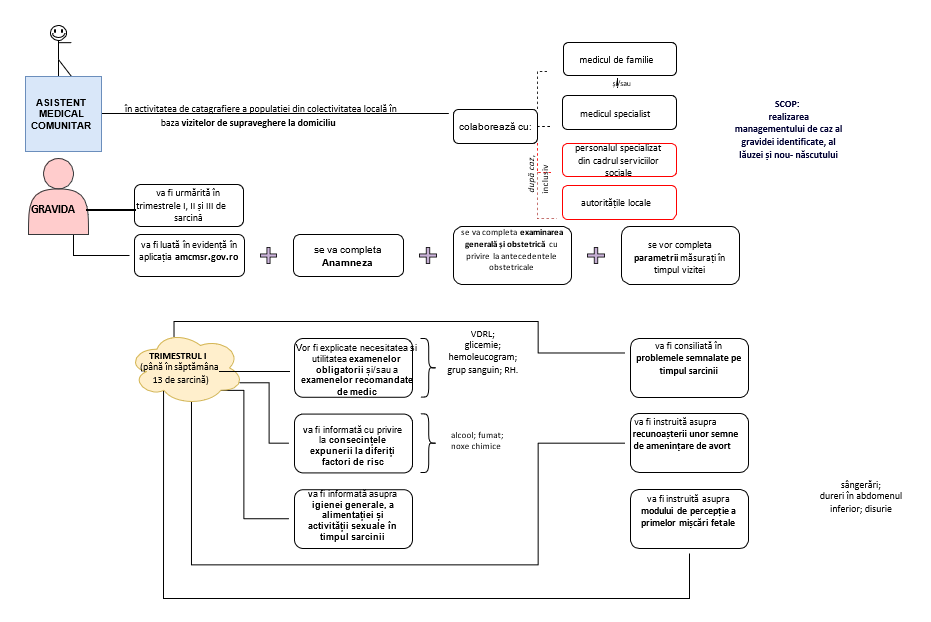 ASISTENT
MEDICAL
COMUNITAR
în activitatea de catagrafiere a populatiei din colectivitatea locală în
baza vizitelor de supraveghere la domiciliu
colaborează cu:
după caz,
inclusiv
medicul de familie
și/sau
medicul specialist
personalul specializat
din cadrul serviciilor
sociale
autoritățile locale
SCOP:
realizarea
managementului de caz al
gravidei identificate, al
lăuzei și nou- născutului
GRAVIDA
va fi urmărită în
trimestrele I, II și III de
sarcină
va fi luată în evidență în
aplicația amcmsr.gov.ro
se va completa
Anamneza
se va completa examinarea
generală și obstetrică cu
privire la antecedentele
obstetricale
se vor completa
parametrii măsurați în
timpul vizitei
TRIMESTRUL I
(până în săptămâna
13 de sarcină)
Vor fi explicate necesitatea și
utilitatea examenelor
obligatorii și/sau a
examenelor recomandate
de medic
VDRL;
glicemie;
hemoleucogram;
grup sanguin; RH.
va fi informată cu privire
la consecințele
expunerii la diferiți
factori de risc
alcool; fumat;
noxe chimice
va fi informată asupra
igienei generale, a
alimentației și
activității sexuale în
timpul sarcinii
va fi consiliată în
problemele semnalate pe
timpul sarcinii
va fi instruită asupra
recunoașterii unor semne
de amenințare de avort
va fi instruită asupra
modului de percepție a
primelor mișcări fetale
sângerări;
dureri în abdomenul
inferior; disurie